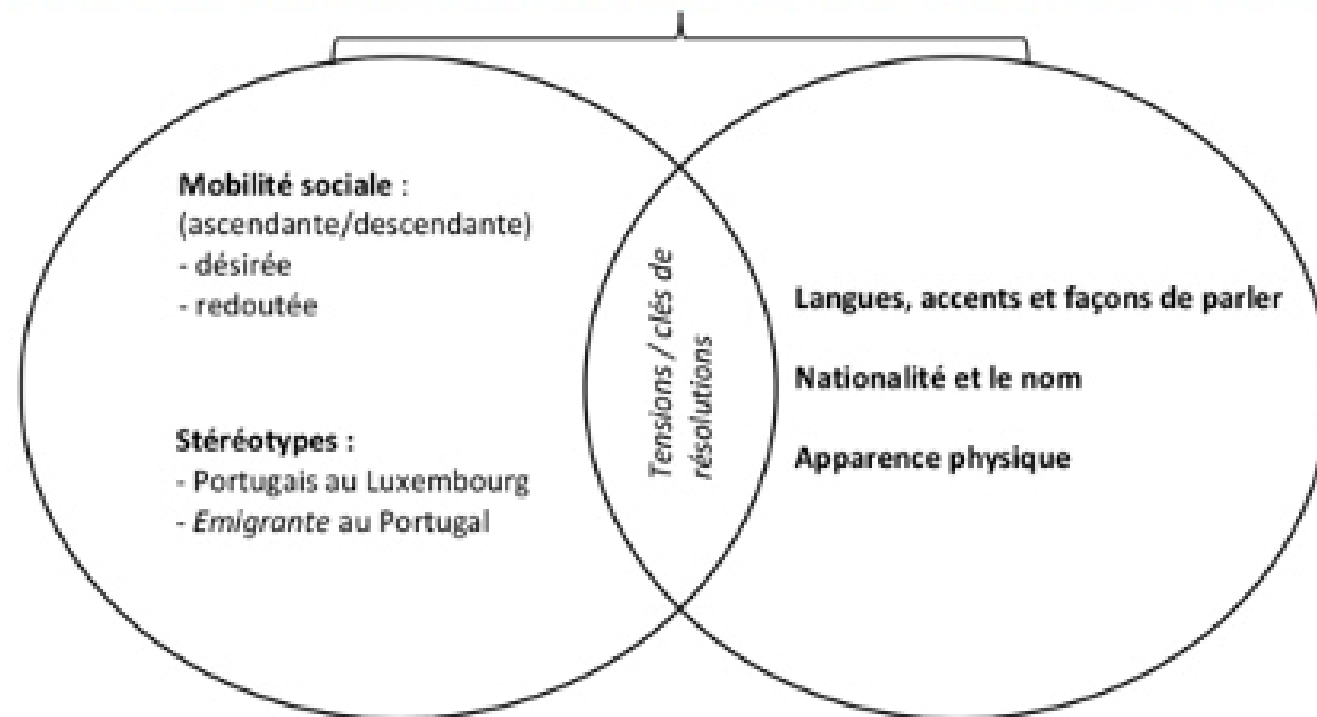 Mobilité sociale :
(ascendante/descendante)
- désirée
- redoutée
Stéréotypes :
- Portugais au Luxembourg
- Emigrante au Portugal
Tensions / clés de
résolutions
Langues, accents et façons de parler
Nationalité et le nom
Apparence physique